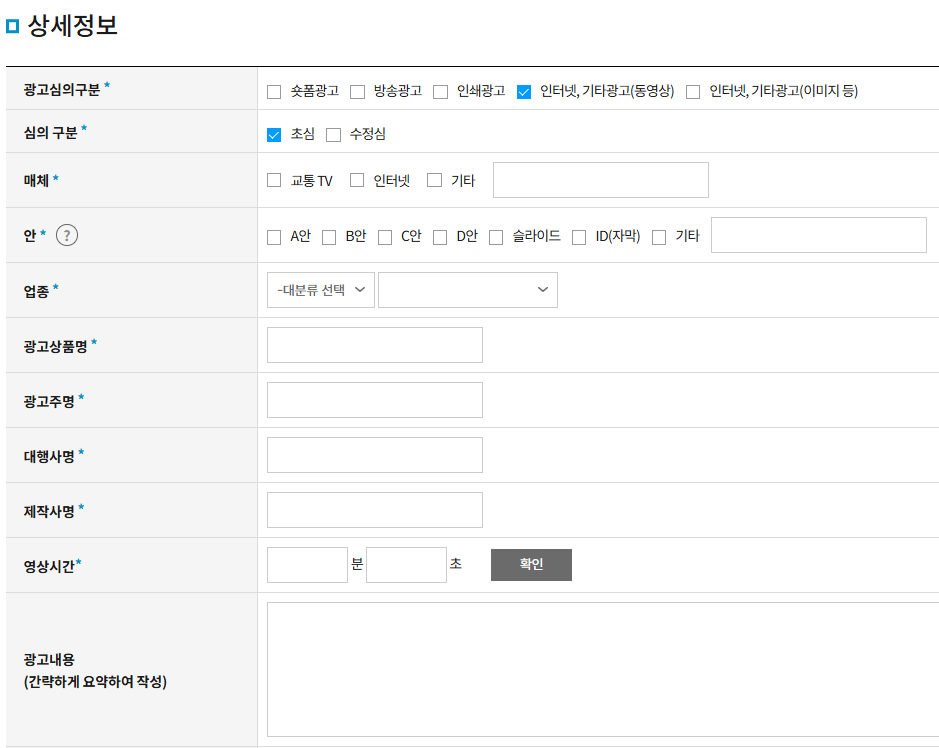 상세정보
광고심의구분 * 숏폼광고 방송광고 인쇄광고 인터넷, 기타광고(동영상) 인터넷, 기타광고(이미지 등)
심의 구분 * 초심 수정심
매체 * 교통 TV 인터넷 기타
안 * ? A안 B안 C안 D안 슬라이드 ID(자막) 기타
업종 * -대분류 선택
광고상품명 *
광고주명 *
대행사명 *
제작사명 *
영상시간* 분 초 확인
광고내용
(간략하게 요약하여 작성)